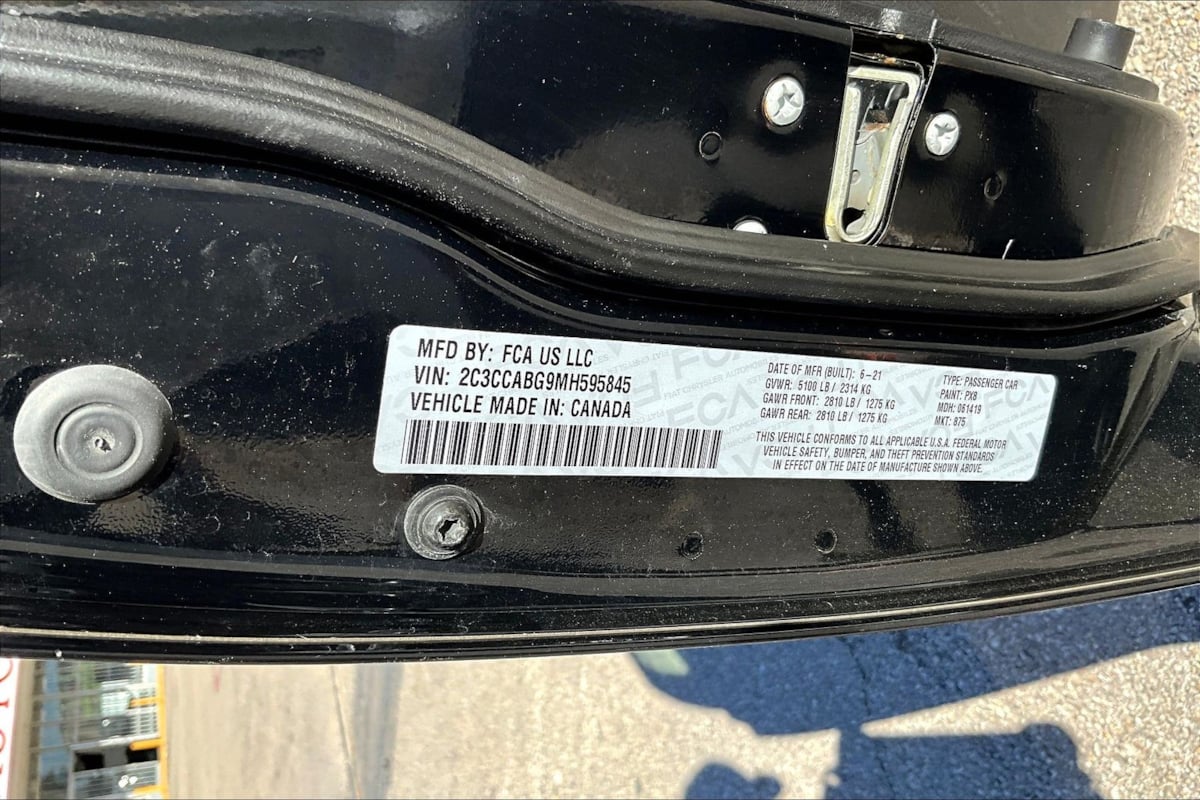 MFD BY: FCA US LLC
VIN: 2C3CCABG9MH595845
VEHICLE MADE IN: CANADA
DATE OF MFR (BUILT): 6-21
GVWR: 5100 LB / 2314 KG
GAWR FRONT: 2810 LB / 1275 KG
GAWR REAR: 2810 LB / 1275 KG
TYPE: PASSENGER CAR
PAINT: PX8
MDH: 061419
MKT: 875
THIS VEHICLE CONFORMS TO ALL APPLICABLE U.S.A. FEDERAL MOTOR
VEHICLE SAFETY, BUMPER, AND THEFT PREVENTION STANDARDS
IN EFFECT ON THE DATE OF MANUFACTURE SHOWN ABOVE.